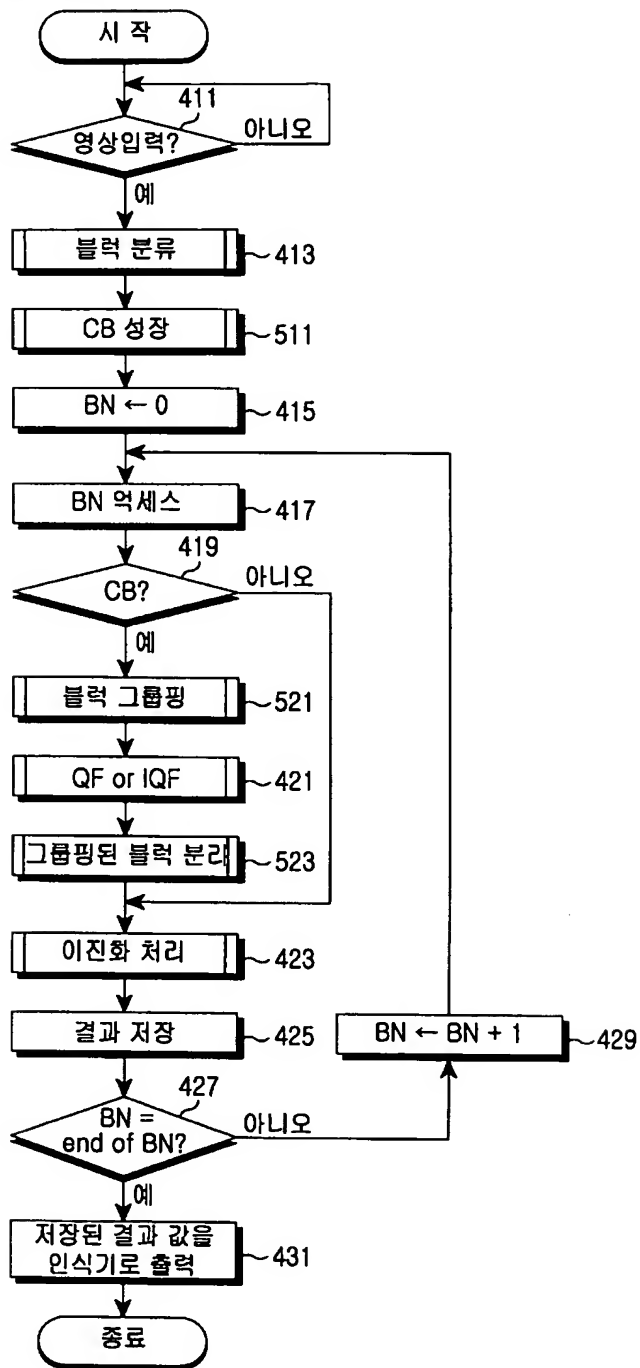 시 작
411
영상입력?
아니오
예
블럭 분류
413
CB 성장
511
BN ← 0
415
BN 억세스
417
419
CB?
아니오
예
블럭 그룹핑
521
QF or IQF
421
그룹핑된 블럭 분리
523
이진화 처리
423
결과 저장
425
BN ← BN + 1
429
427
BN =
end of BN?
아니오
예
저장된 결과 값을
인식기로 출력
431
종료